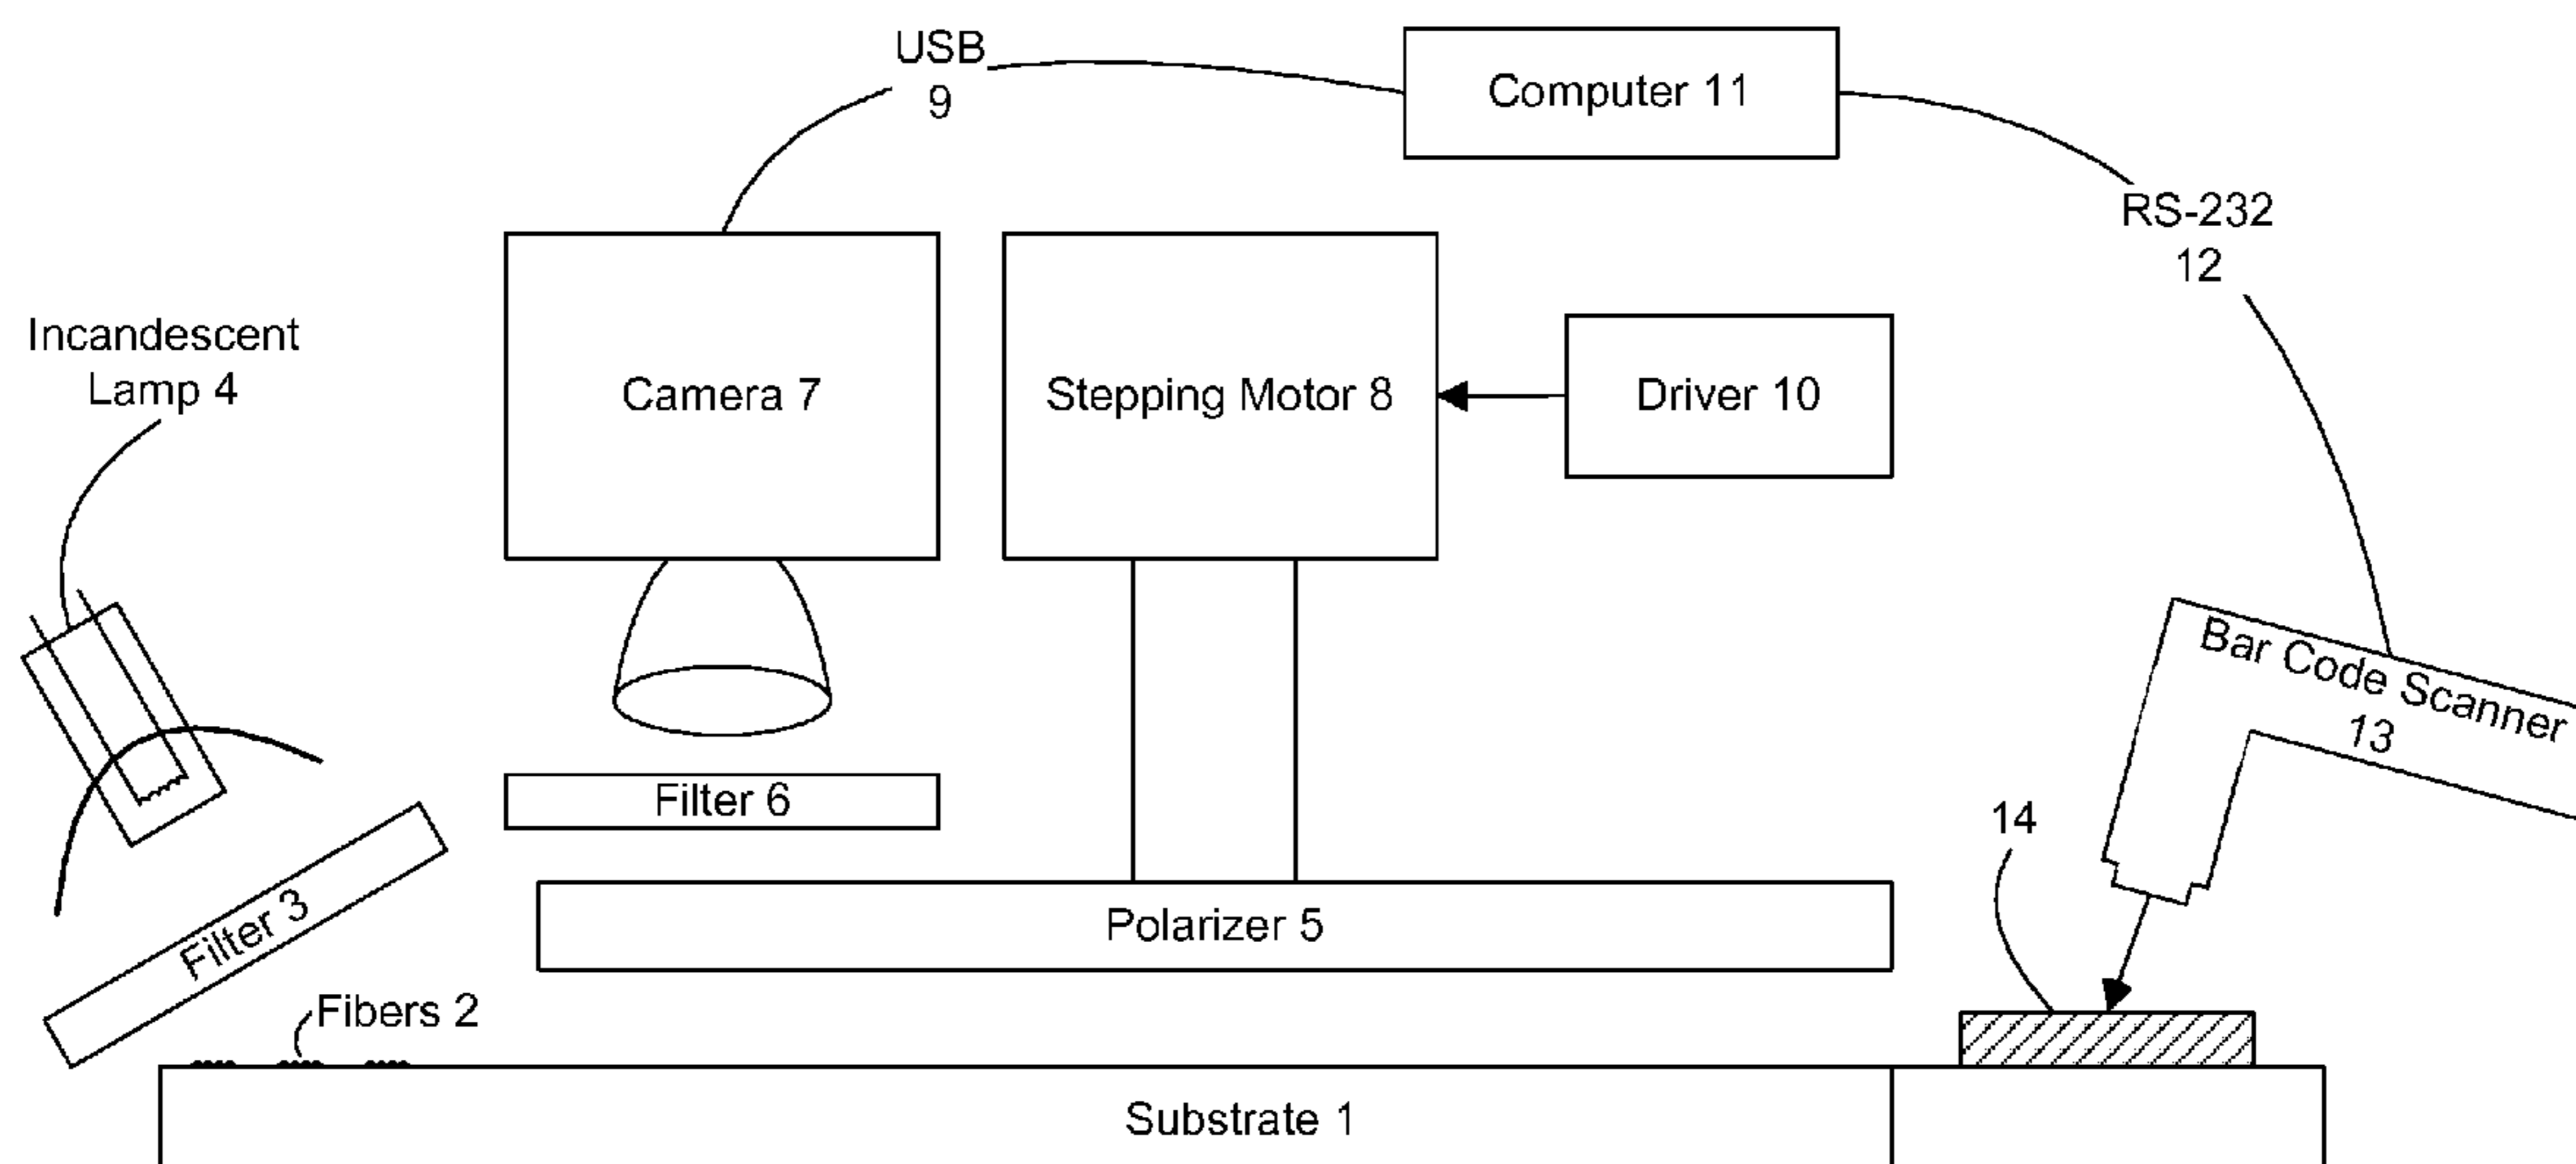 USB
9
Computer 11
RS-232
12
Incandescent
Lamp 4
Camera 7
Stepping Motor 8
Driver 10
Bar Code Scanner
13
Filter 6
14
Filter 3
Polarizer 5
Fibers 2
Substrate 1